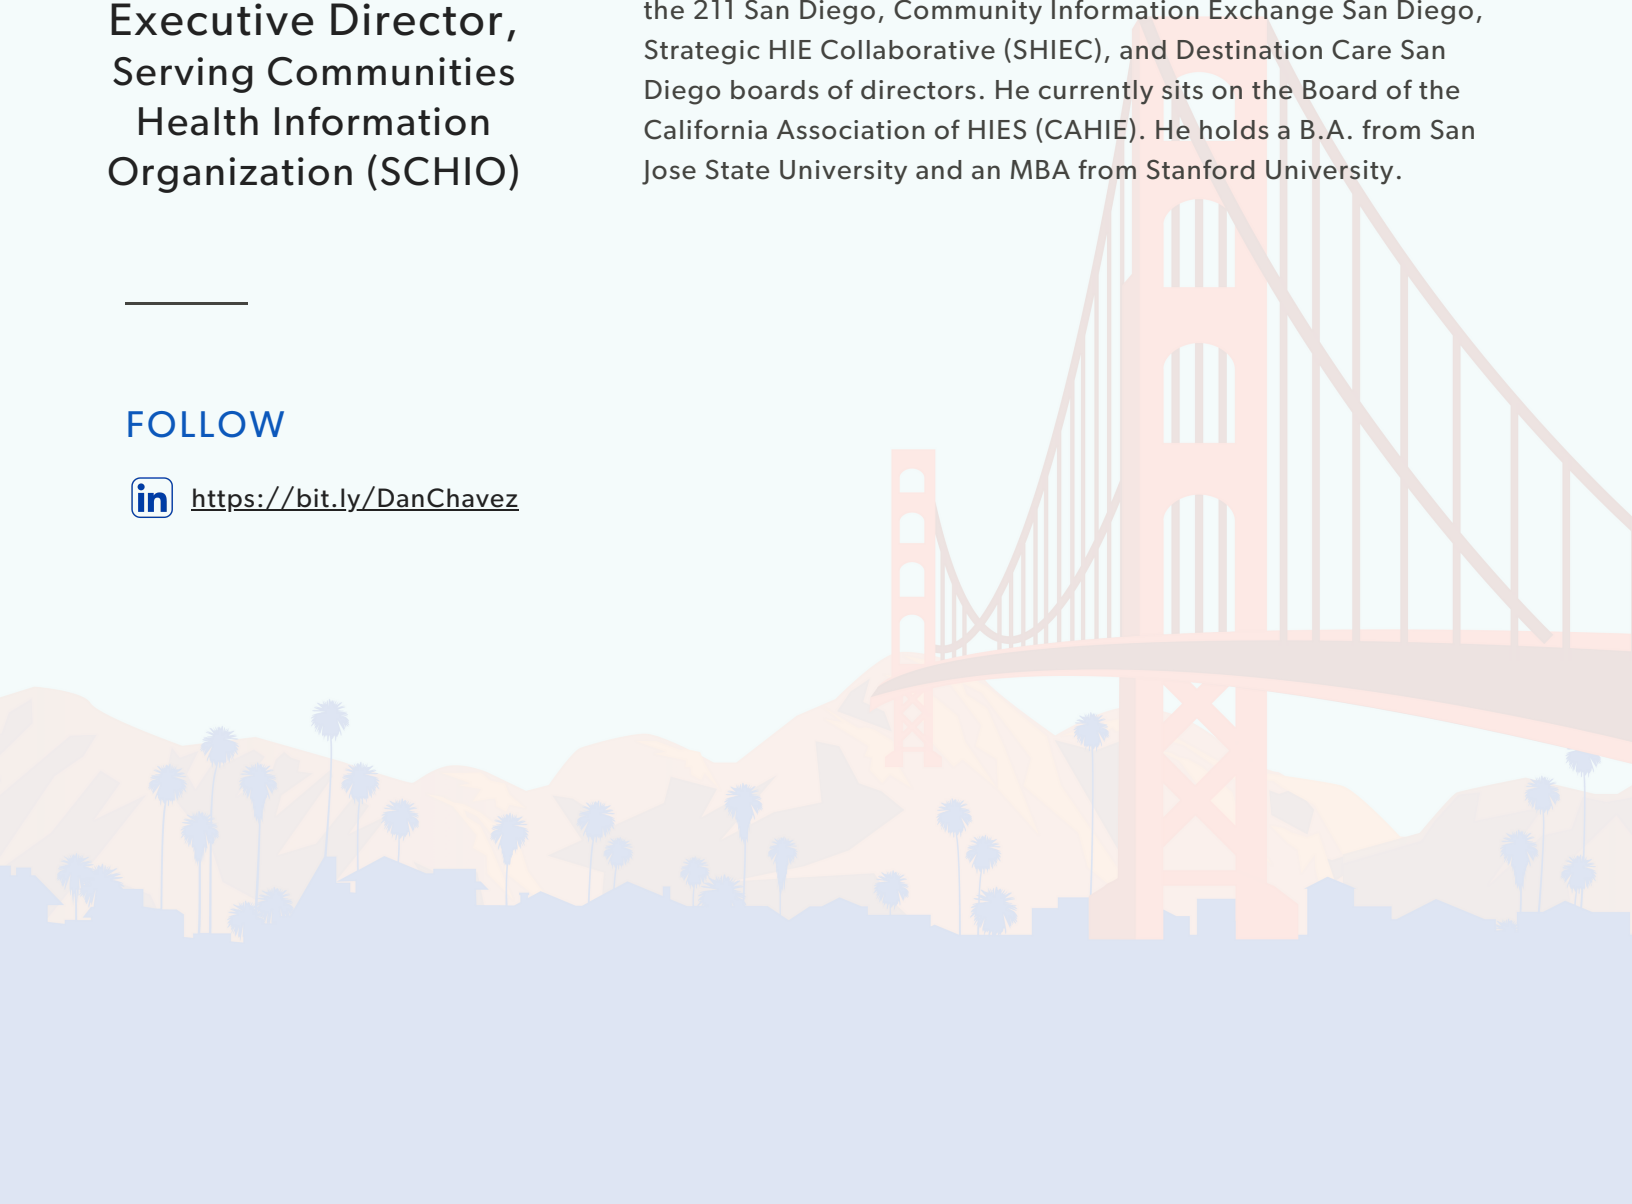 Executive Director,
Serving Communities
Health Information
Organization (SCHIO)
the 211 San Diego, Community Information Exchange San Diego,
Strategic HIE Collaborative (SHIEC), and Destination Care San
Diego boards of directors. He currently sits on the Board of the
California Association of HIES (CAHIE). He holds a B.A. from San
Jose State University and an MBA from Stanford University.
FOLLOW
in https://bit.ly/DanChavez